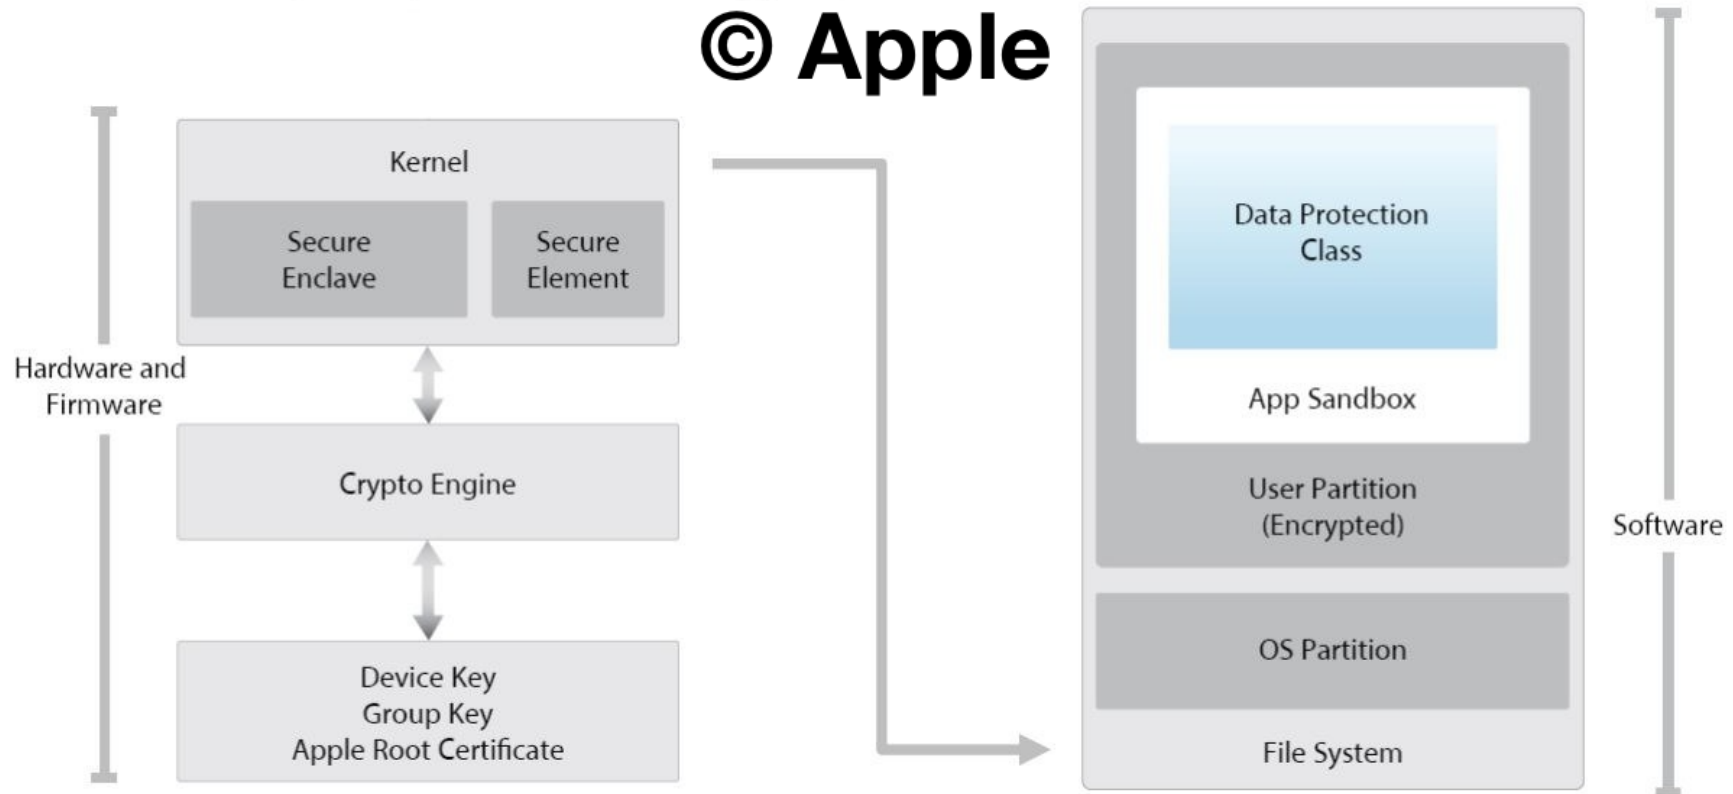 © Apple
Kernel
Secure
Enclave
Secure
Element
Hardware and
Firmware
Crypto Engine
Device Key
Group Key
Apple Root Certificate
Data Protection
Class
App Sandbox
User Partition
(Encrypted)
OS Partition
File System
Software